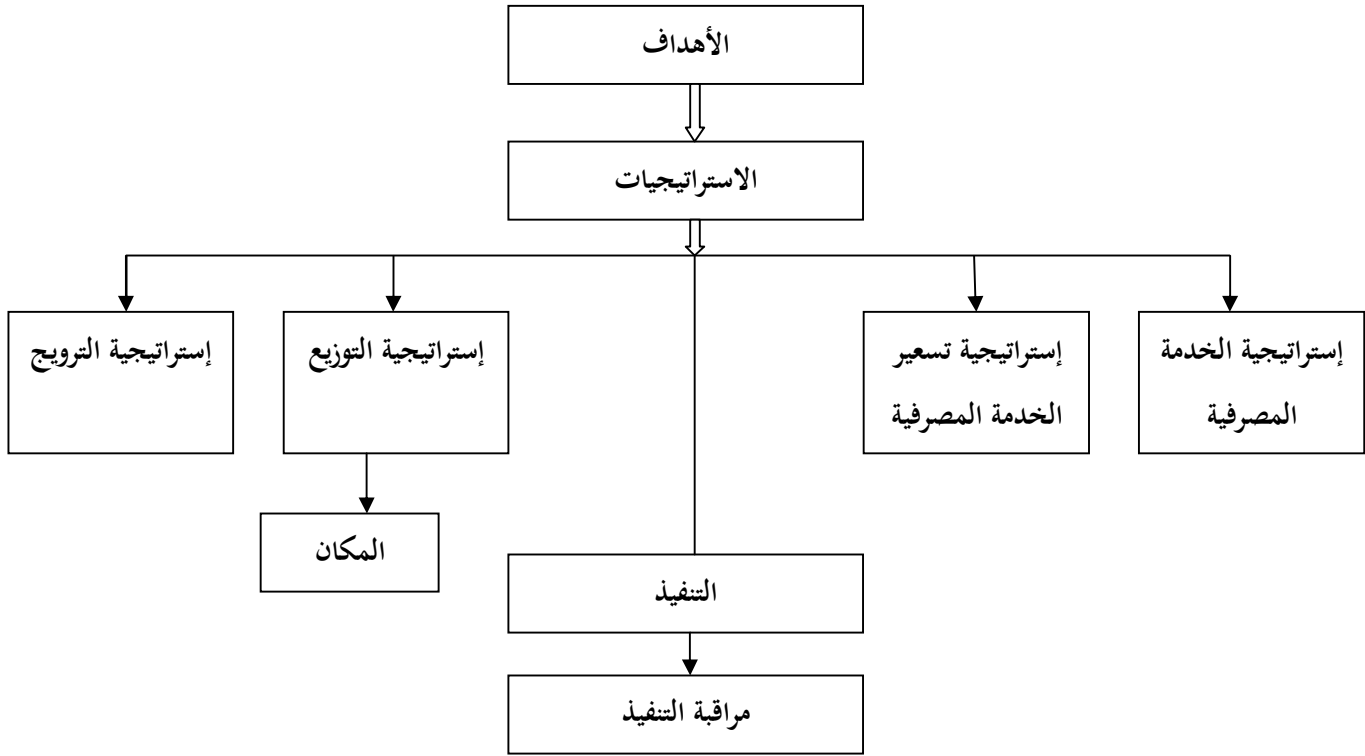 الأهداف
الاستراتيجيات
إستراتيجية الخدمة
المصرفية
إستراتيجية تسعير
الخدمة المصرفية
إستراتيجية التوزيع
إستراتيجية الترويج
المكان
التنفيذ
مراقبة التنفيذ